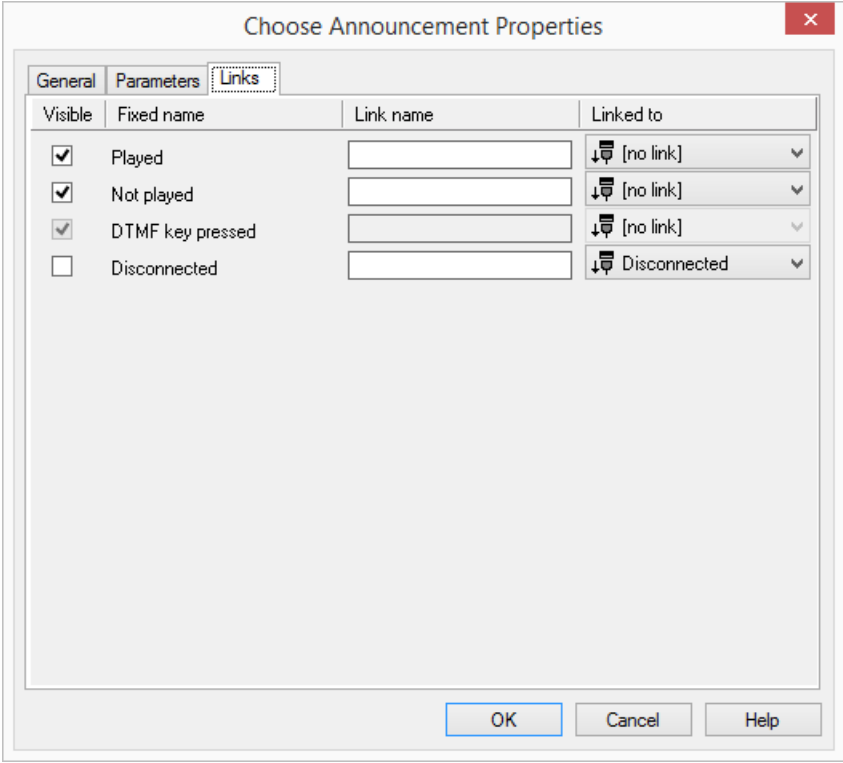 Choose Announcement Properties
General Parameters Links
Visible Fixed name Link name Linked to
Played [no link]
Not played [no link]
DTMF key pressed [no link]
Disconnected Disconnected
OK Cancel Help